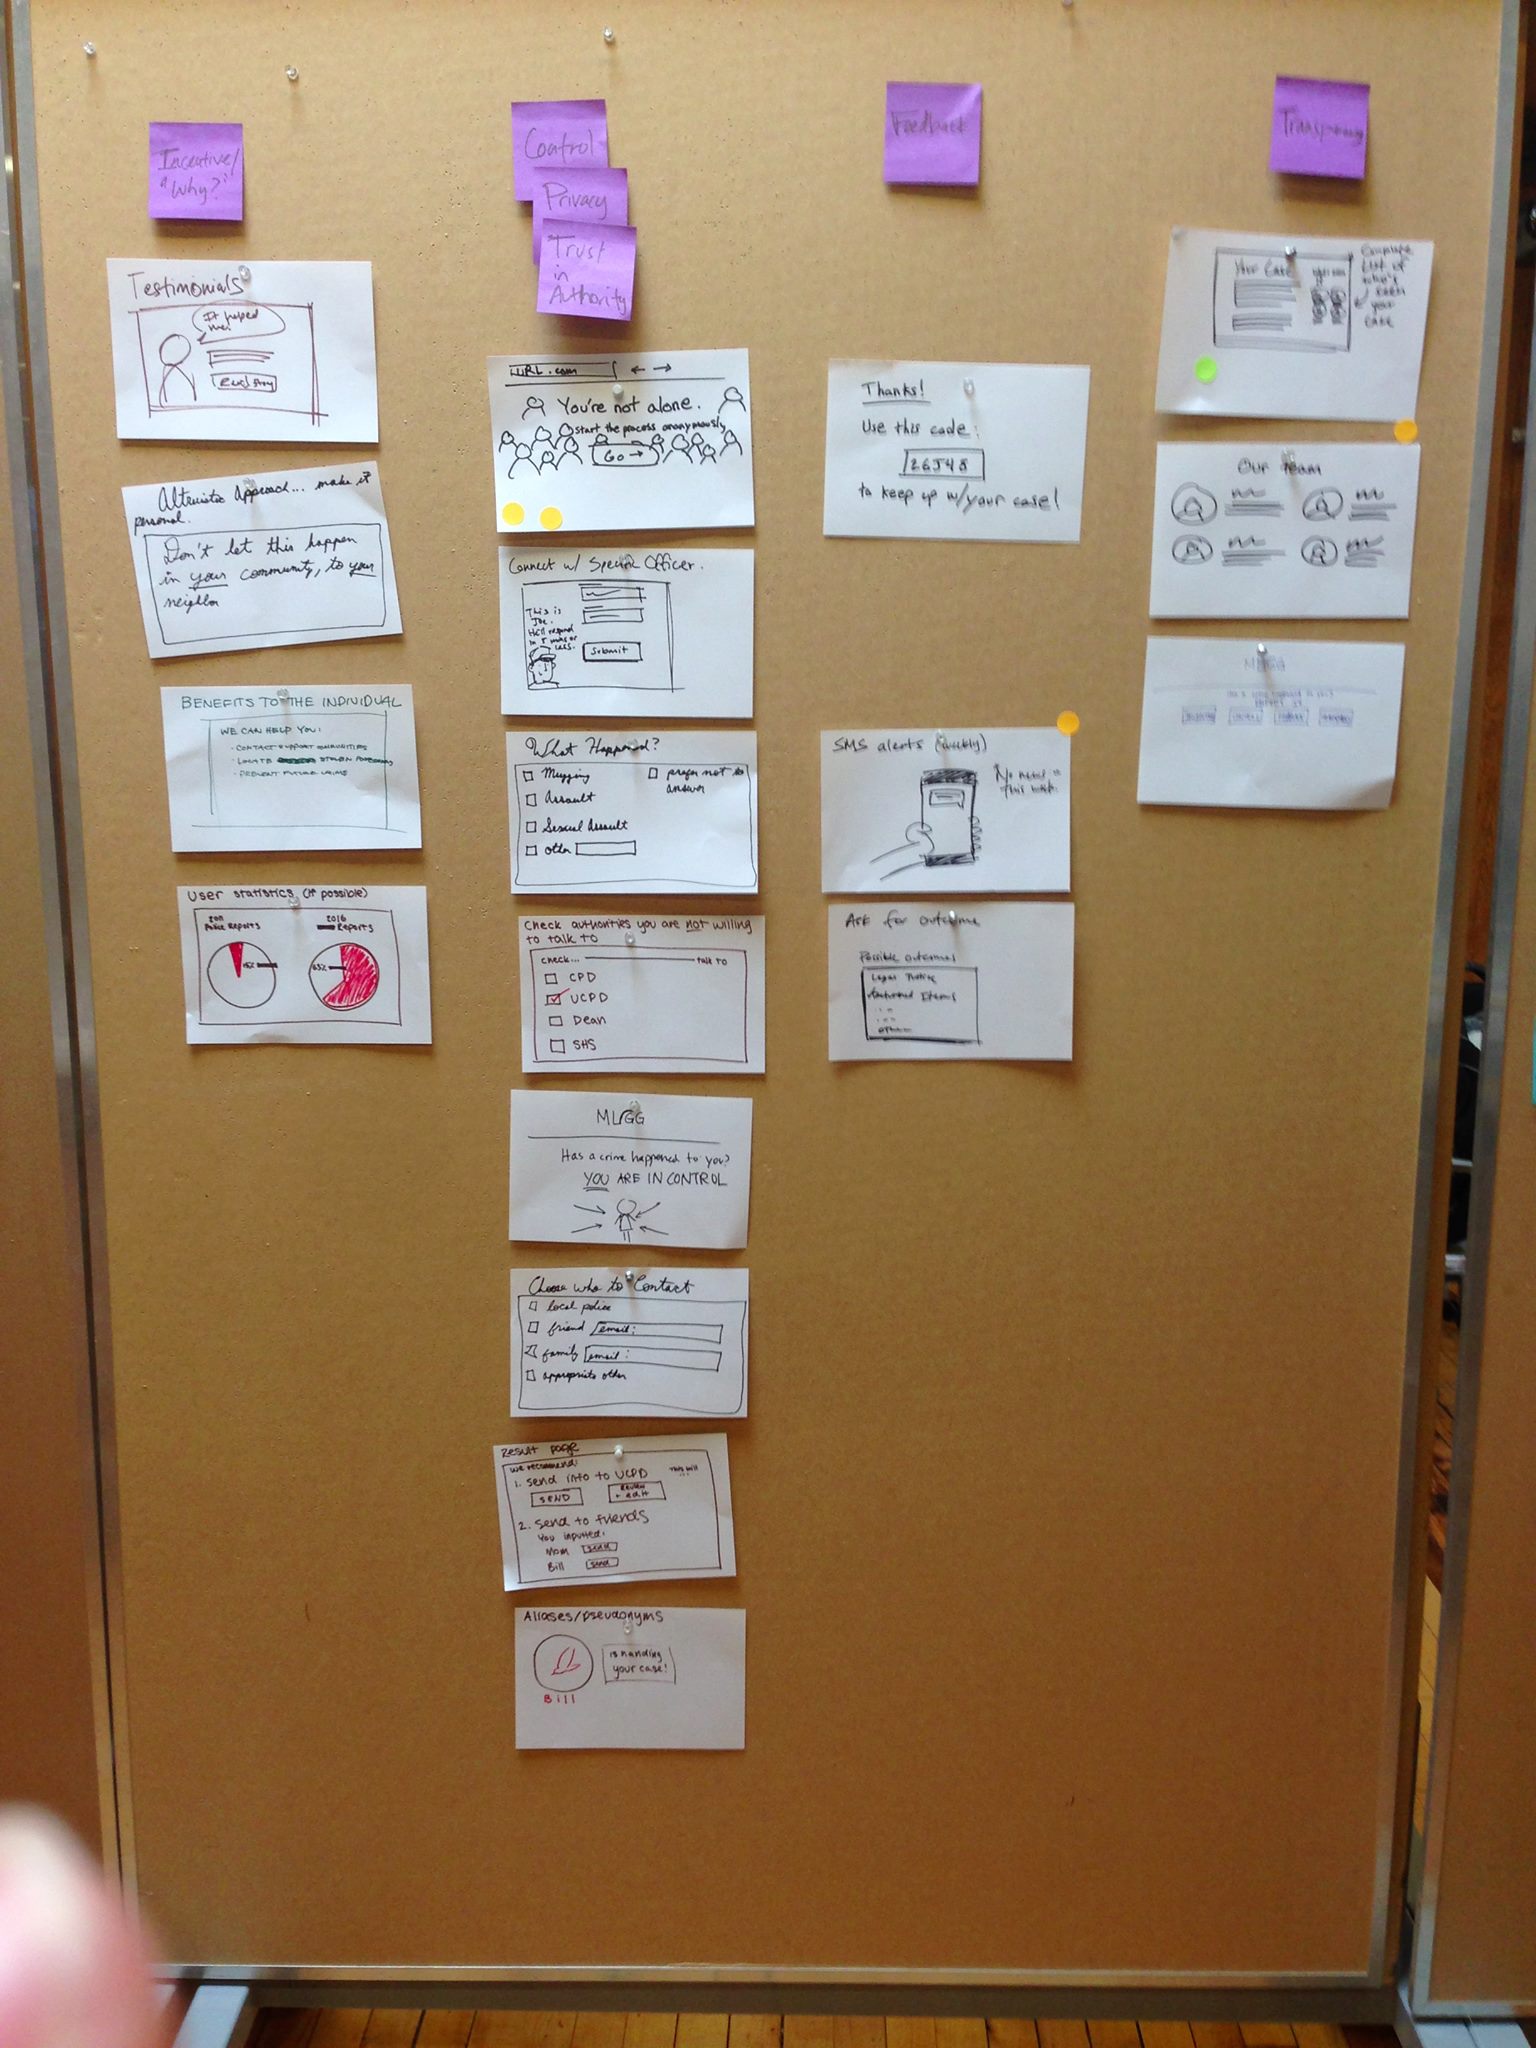 Incentive/
"Why?"
Testimonials
It helped
me!
Read Story
Altruistic Approach... make it
personal.
Don't let this happen
in your community, to your
neighbor
BENEFITS TO THE INDIVIDUAL
WE CAN HELP YOU:
• CONTACT SUPPORT COMMUNITIES
• LOCATE STOLEN POSSESSIONS
• PREVENT FUTURE CRIME
User statistics (if possible)
2011
Police Reports
15%
2016
Reports
65%
Control
Privacy
Trust
in
Authority
URL.com
You're not alone.
Start the process anonymously
Go →
Connect w/ Specific Officer.
This is
Joe.
He'll respond
in 5 mins or
less.
Submit
What Happened?
Mugging
Assault
Sexual Assault
other
prefer not to
answer
Check authorities you are not willing
to talk to
check... talk to
CPD
UCPD
Dean
SHS
MUGG
Has a crime happened to you?
YOU ARE IN CONTROL
Choose who to Contact
local police
friend email:
family email:
appropriate other
Result page
We recommend:
1. send info to UCPD
This will
...
SEND
Review
+ edit
2. send to friends
You inputted:
Mom send
Bill send
Aliases/pseudonyms
Bill
is handling
your case!
Feedback
Thanks!
Use this code:
26J48
to keep up w/your case!
SMS alerts (weekly)
No news
this week.
Ask for outcome
Possible outcomes
Legal Justice
Returned Items
...
...
other
Transparency
Your Case
Complete
list of
who's
seen
your
case
Our team
MUGG